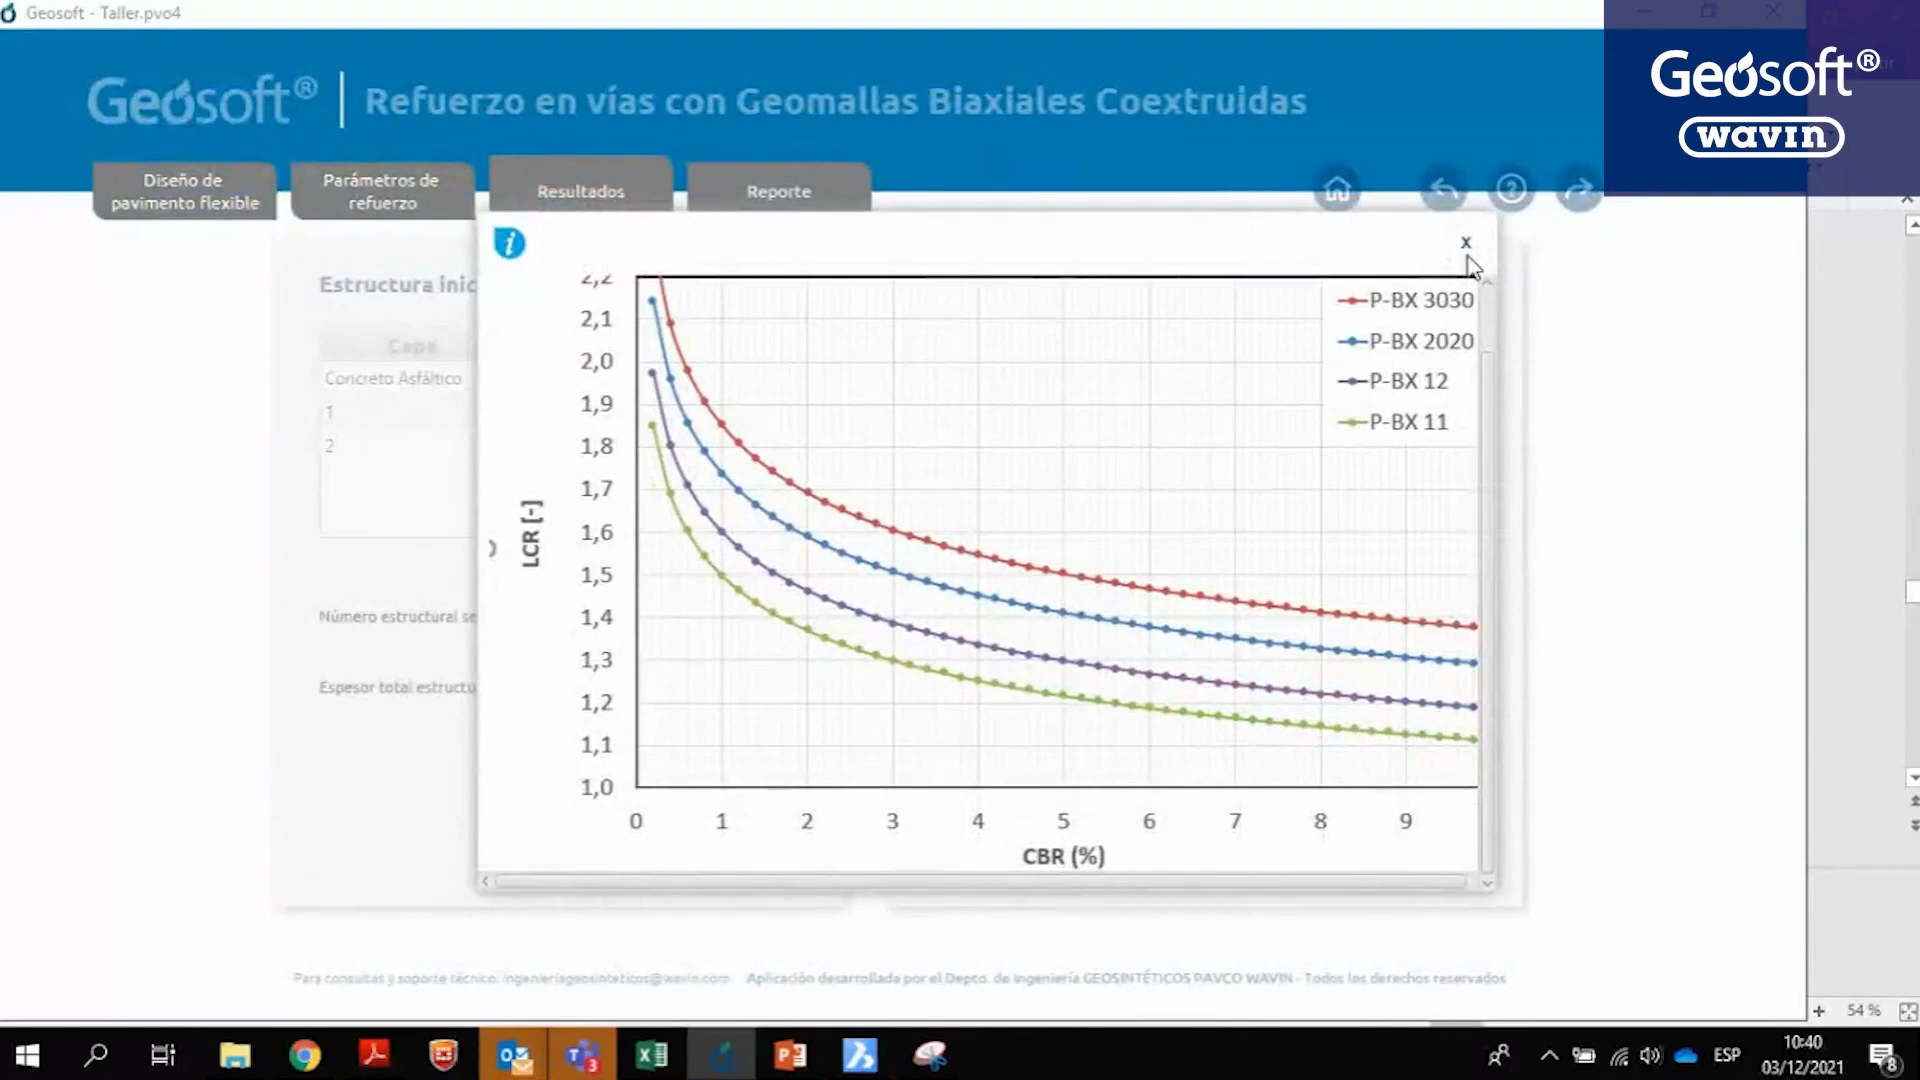 Geosoft - Taller.pvo4
Geosoft® | Refuerzo en vías con Geomallas Biaxiales Coextruidas
Geosoft®
wavin
Diseño de
pavimento flexible
Parámetros de
refuerzo
Resultados
Reporte
x
Estructura inic
Capa
Concreto Asfáltico
1
2
Número estructural se
Espesor total estructu
2,2
2,1
2,0
1,9
1,8
1,7
1,6
1,5
1,4
1,3
1,2
1,1
1,0
LCR [-]
P-BX 3030
P-BX 2020
P-BX 12
P-BX 11
0 1 2 3 4 5 6 7 8 9
CBR (%)
Para consultas y soporte técnico: ingenieriageosinteticos@wavin.com Aplicación desarrollada por el Depto. de Ingeniería GEOSINTÉTICOS PAVCO WAVIN - Todos los derechos reservados
54 %
ESP
10:40
03/12/2021
3
8